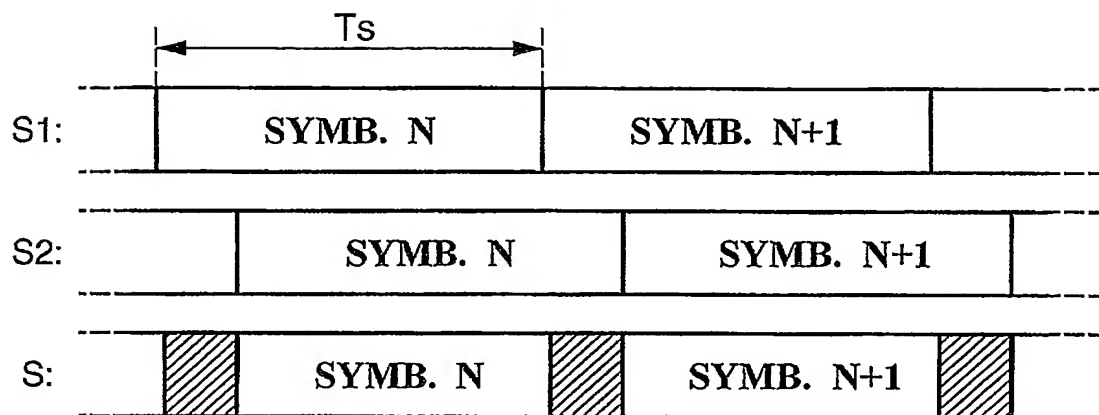 Ts
S1: SYMB. N SYMB. N+1
S2: SYMB. N SYMB. N+1
S: SYMB. N SYMB. N+1